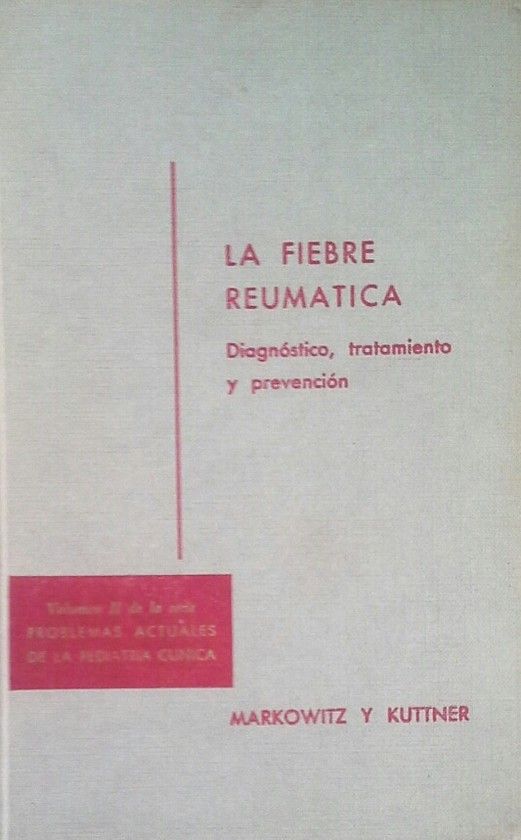 LA FIEBRE
REUMATICA
Diagnóstico, tratamiento
y prevención
Volumen II de la serie
PROBLEMAS ACTUALES
DE LA PEDIATRIA CLINICA
MARKOWITZ Y KUTTNER